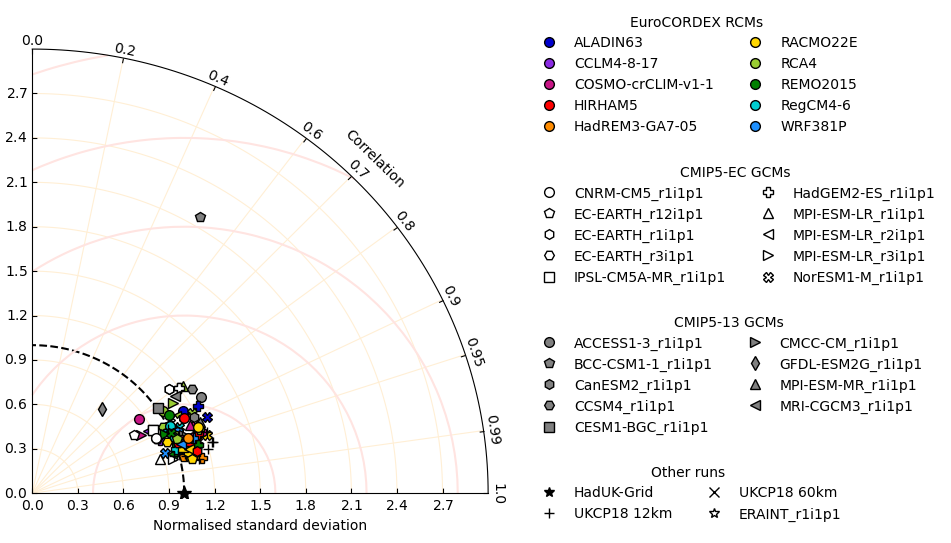 0.0
0.2
0.4
0.6
Correlation
0.7
0.8
0.9
0.95
0.99
1.0
2.7
2.4
2.1
1.8
1.5
1.2
0.9
0.6
0.3
0.0
0.0 0.3 0.6 0.9 1.2 1.5 1.8 2.1 2.4 2.7
Normalised standard deviation
EuroCORDEX RCMs
ALADIN63 RACMO22E
CCLM4-8-17 RCA4
COSMO-crCLIM-v1-1 REMO2015
HIRHAM5 RegCM4-6
HadREM3-GA7-05 WRF381P
CMIP5-EC GCMs
CNRM-CM5_r1i1p1 HadGEM2-ES_r1i1p1
EC-EARTH_r12i1p1 MPI-ESM-LR_r1i1p1
EC-EARTH_r1i1p1 MPI-ESM-LR_r2i1p1
EC-EARTH_r3i1p1 MPI-ESM-LR_r3i1p1
IPSL-CM5A-MR_r1i1p1 NorESM1-M_r1i1p1
CMIP5-13 GCMs
ACCESS1-3_r1i1p1 CMCC-CM_r1i1p1
BCC-CSM1-1_r1i1p1 GFDL-ESM2G_r1i1p1
CanESM2_r1i1p1 MPI-ESM-MR_r1i1p1
CCSM4_r1i1p1 MRI-CGCM3_r1i1p1
CESM1-BGC_r1i1p1
Other runs
HadUK-Grid UKCP18 60km
UKCP18 12km ERAINT_r1i1p1